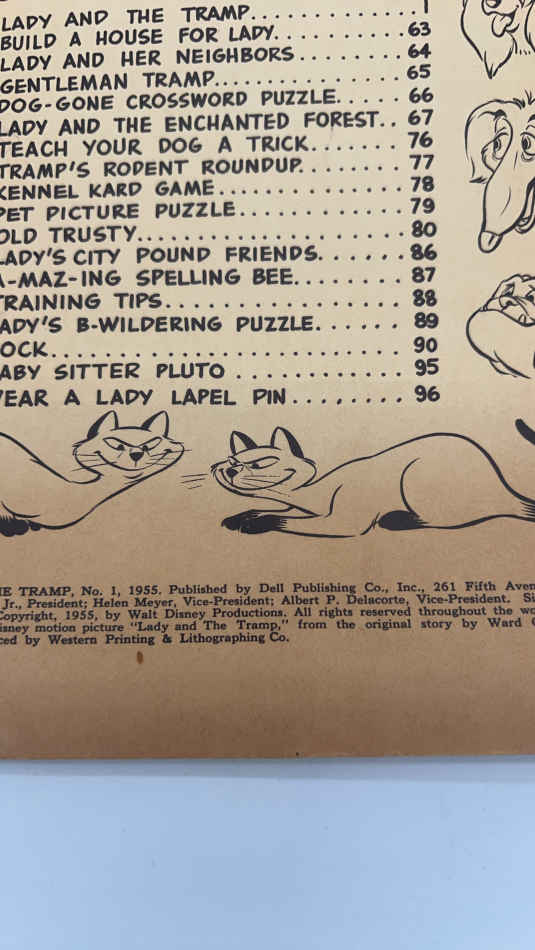 LADY AND THE TRAMP..............1
BUILD A HOUSE FOR LADY...........63
LADY AND HER NEIGHBORS..........64
GENTLEMAN TRAMP................65
DOG-GONE CROSSWORD PUZZLE.....66
LADY AND THE ENCHANTED FOREST..67
TEACH YOUR DOG A TRICK.......76
TRAMP'S RODENT ROUNDUP........77
KENNEL KARD GAME..............78
PET PICTURE PUZZLE............79
OLD TRUSTY....................80
LADY'S CITY POUND FRIENDS......86
A-MAZ-ING SPELLING BEE........87
TRAINING TIPS.................88
ADY'S B-WILDERING PUZZLE......89
OCK..........................90
ABY SITTER PLUTO ............95
EAR A LADY LAPEL PIN........96
HE TRAMP, No. 1, 1955. Published by Dell Publishing Co., Inc., 261 Fifth Aven
Jr., President; Helen Meyer, Vice-President; Albert P. Delacorte, Vice-President. Si
Copyright, 1955, by Walt Disney Productions. All rights reserved throughout the wo
isney motion picture "Lady and The Tramp," from the original story by Ward
ced by Western Printing & Lithographing Co.